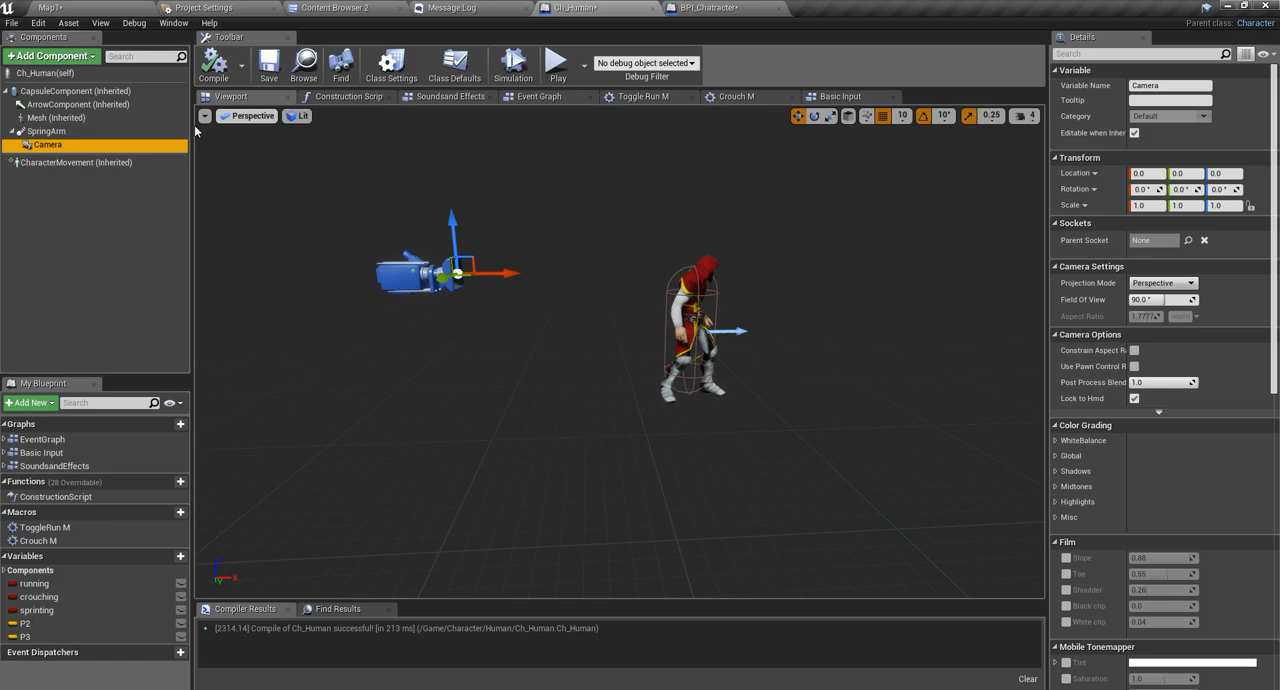 Map1*
Project Settings
Content Browser 2
Message Log
Ch_Human*
BPI_Chatracter*
File Edit Asset View Debug Window Help
Parent class: Character
Components
+ Add Component
Search
Ch_Human(self)
CapsuleComponent (Inherited)
ArrowComponent (Inherited)
Mesh (Inherited)
SpringArm
Camera
CharacterMovement (Inherited)
My Blueprint
+ Add New
Search
Graphs
EventGraph
Basic Input
SoundsandEffects
Functions (28 Overridable)
ConstructionScript
Macros
ToggleRun M
Crouch M
Variables
Components
running
crouching
sprinting
P2
P3
Event Dispatchers
Toolbar
Compile
Save
Browse
Find
Class Settings
Class Defaults
Simulation
Play
No debug object selected
Debug Filter
Viewport
Construction Scrip
Soundsand Effects
Event Graph
Toggle Run M
Crouch M
Basic Input
Perspective
Lit
10
10°
0.25
4
Z
X
Y
Compiler Results
Find Results
[2314.14] Compile of Ch_Human successful! [in 213 ms] (/Game/Character/Human/Ch_Human.Ch_Human)
Clear
Details
Search
Variable
Variable Name Camera
Tooltip
Category Default
Editable when Inher
Transform
Location 0.0 0.0 0.0
Rotation 0.0 ° 0.0 ° 0.0 °
Scale 1.0 1.0 1.0
Sockets
Parent Socket None
Camera Settings
Projection Mode Perspective
Field Of View 90.0 °
Aspect Ratio 1.777
Constrain Aspect R
Camera Options
Use Pawn Control R
Post Process Blend 1.0
Lock to Hmd
Color Grading
WhiteBalance
Global
Shadows
Midtones
Highlights
Misc
Film
Slope 0.88
Toe 0.55
Shoulder 0.26
Black clip 0.0
White clip 0.04
Mobile Tonemapper
Tint
Saturation 1.0